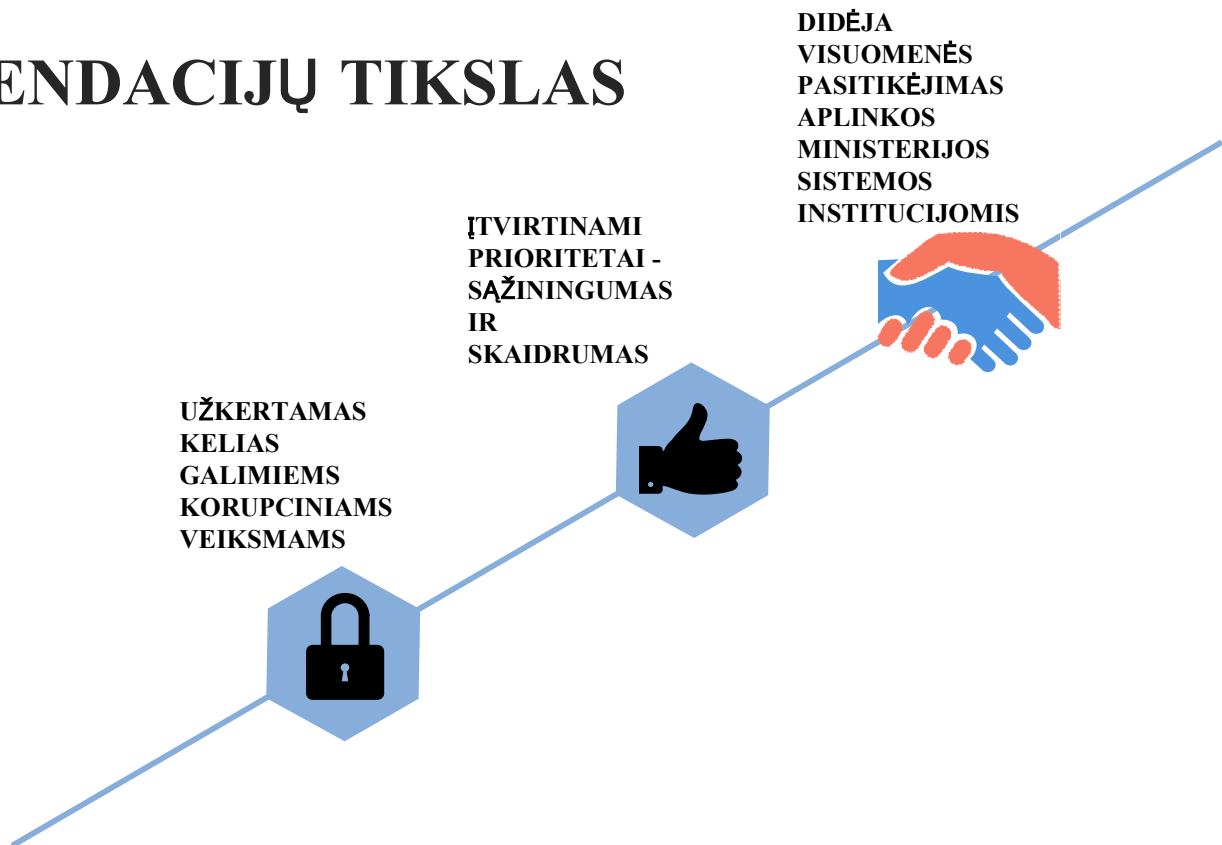 ENDACIJŲ TIKSLAS
DIDĖJA
VISUOMENĖS
PASITIKĖJIMAS
APLINKOS
MINISTERIJOS
SISTEMOS
INSTITUCIJOMIS
ĮTVIRTINAMI
PRIORITETAI -
SĄŽININGUMAS
IR
SKAIDRUMAS
UŽKERTAMAS
KELIAS
GALIMIEMS
KORUPCINIAMS
VEIKSMAMS